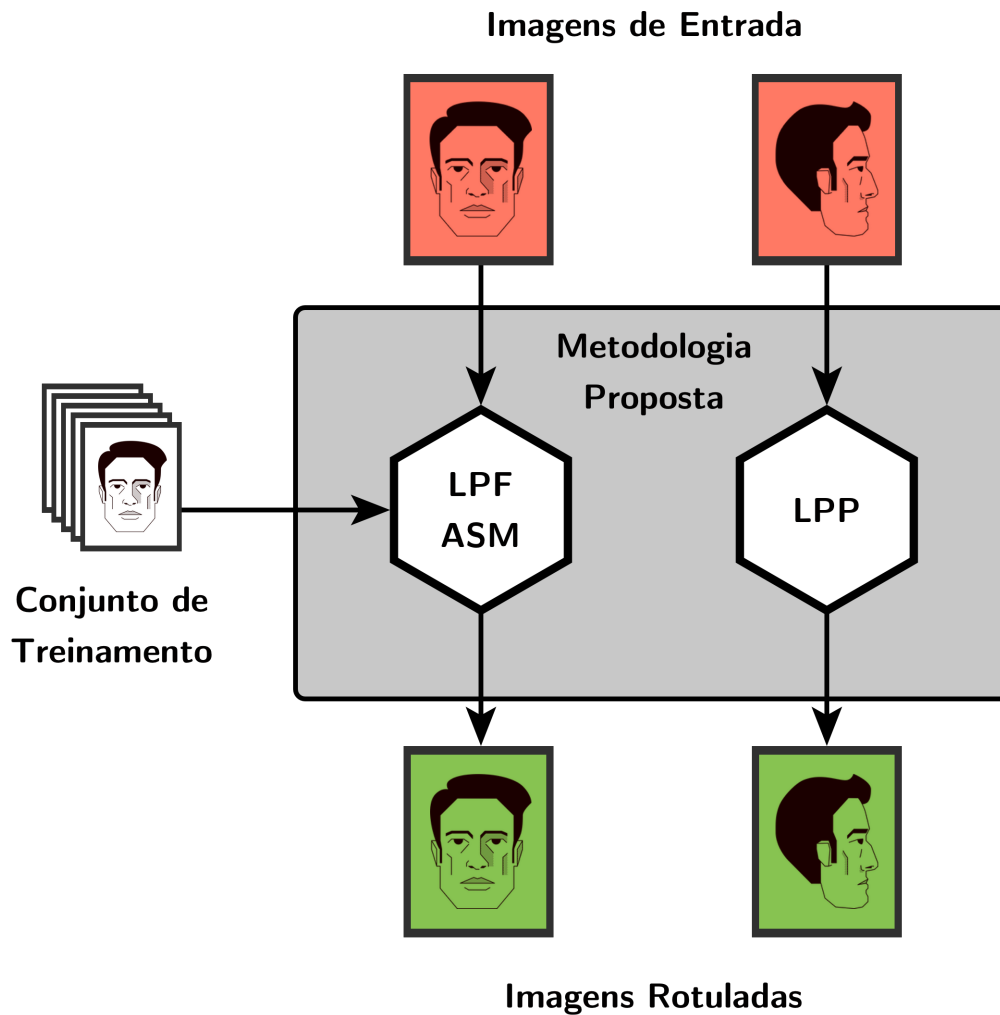 Imagens de Entrada
Metodologia
Proposta
LPF
ASM
LPP
Conjunto de
Treinamento
Imagens Rotuladas